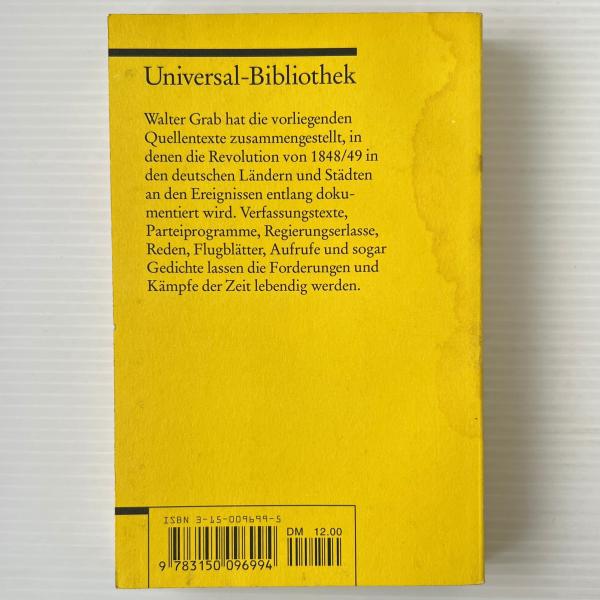 Universal-Bibliothek
Walter Grab hat die vorliegenden
Quellentexte zusammengestellt, in
denen die Revolution von 1848/49 in
den deutschen Ländern und Städten
an den Ereignissen entlang doku-
mentiert wird. Verfassungstexte,
Parteiprogramme, Regierungserlasse,
Reden, Flugblätter, Aufrufe und sogar
Gedichte lassen die Forderungen und
Kämpfe der Zeit lebendig werden.
ISBN 3-15-009699-5
DM 12.00
9 783150 096994